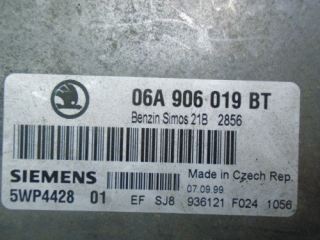 06A 906 019 BT
Benzin Simos 21B 2856
SIEMENS
Made in Czech Rep.
07.09.99
5WP4428 01 EF SJ8 936121 F024 1056